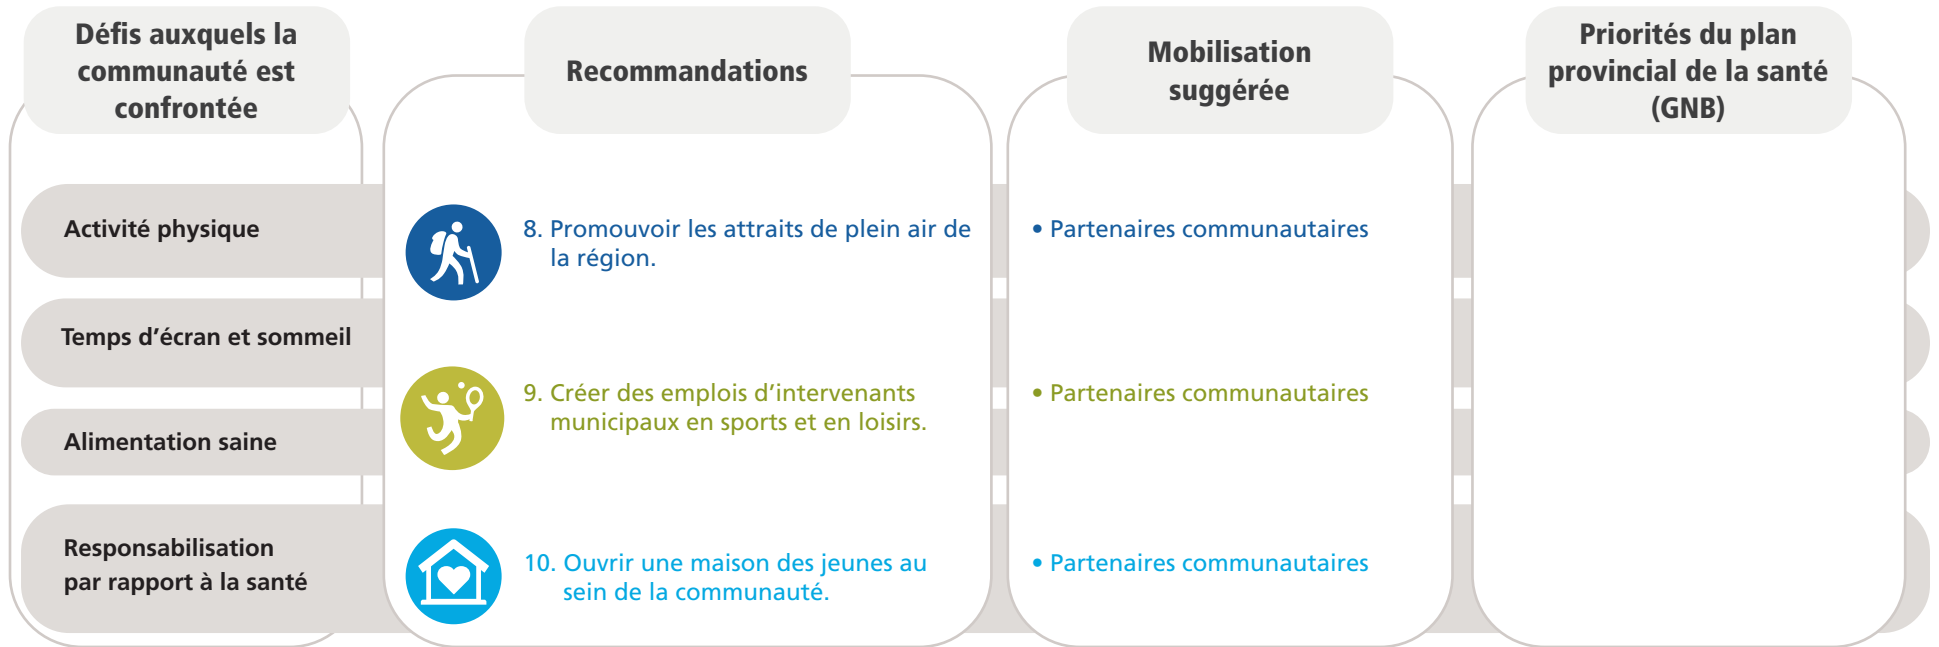 Défis auxquels la
communauté est
confrontée
Recommandations
Mobilisation
suggérée
Priorités du plan
provincial de la santé
(GNB)
Activité physique
8. Promouvoir les attraits de plein air de
la région.
• Partenaires communautaires
Temps d’écran et sommeil
9. Créer des emplois d’intervenants
municipaux en sports et en loisirs.
• Partenaires communautaires
Alimentation saine
Responsabilisation
par rapport à la santé
10. Ouvrir une maison des jeunes au
sein de la communauté.
• Partenaires communautaires